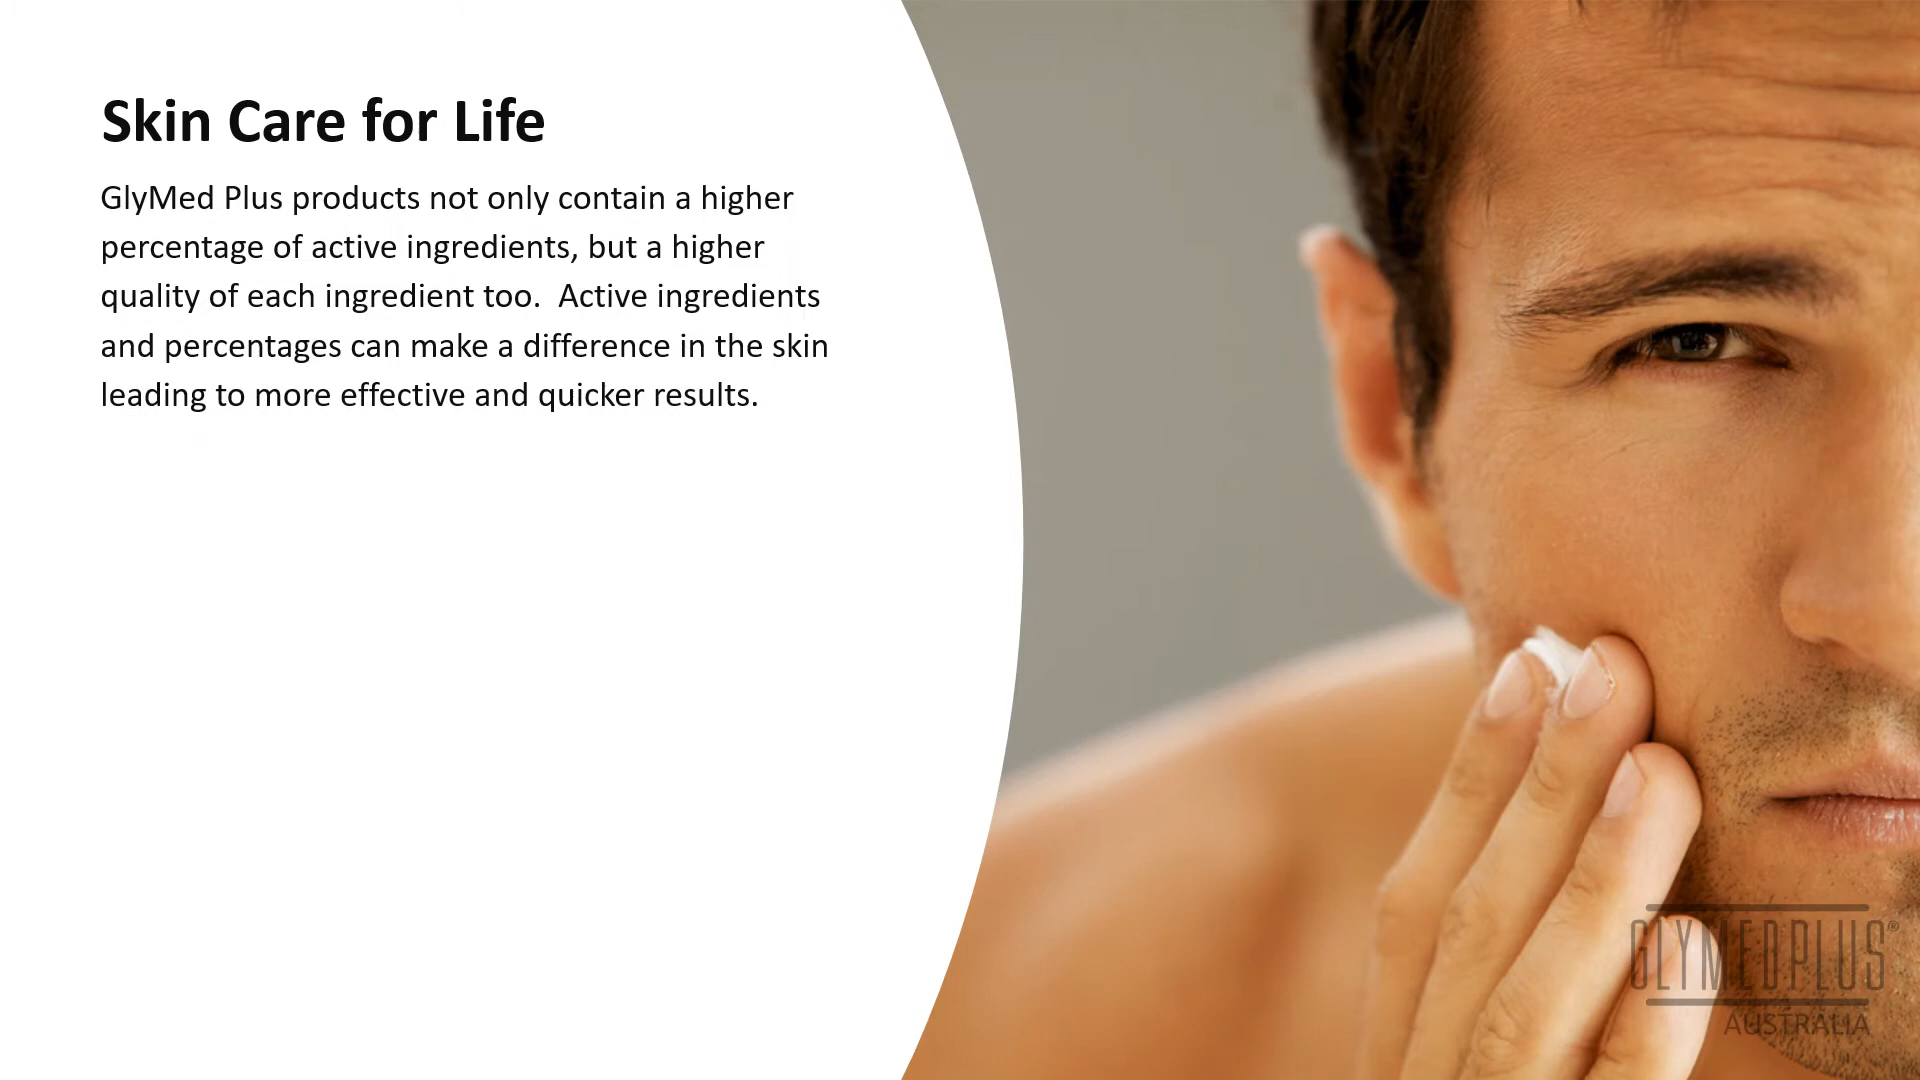 Skin Care for Life
GlyMed Plus products not only contain a higher
percentage of active ingredients, but a higher
quality of each ingredient too.  Active ingredients
and percentages can make a difference in the skin
leading to more effective and quicker results.
GLYMEDPLUS®
AUSTRALIA